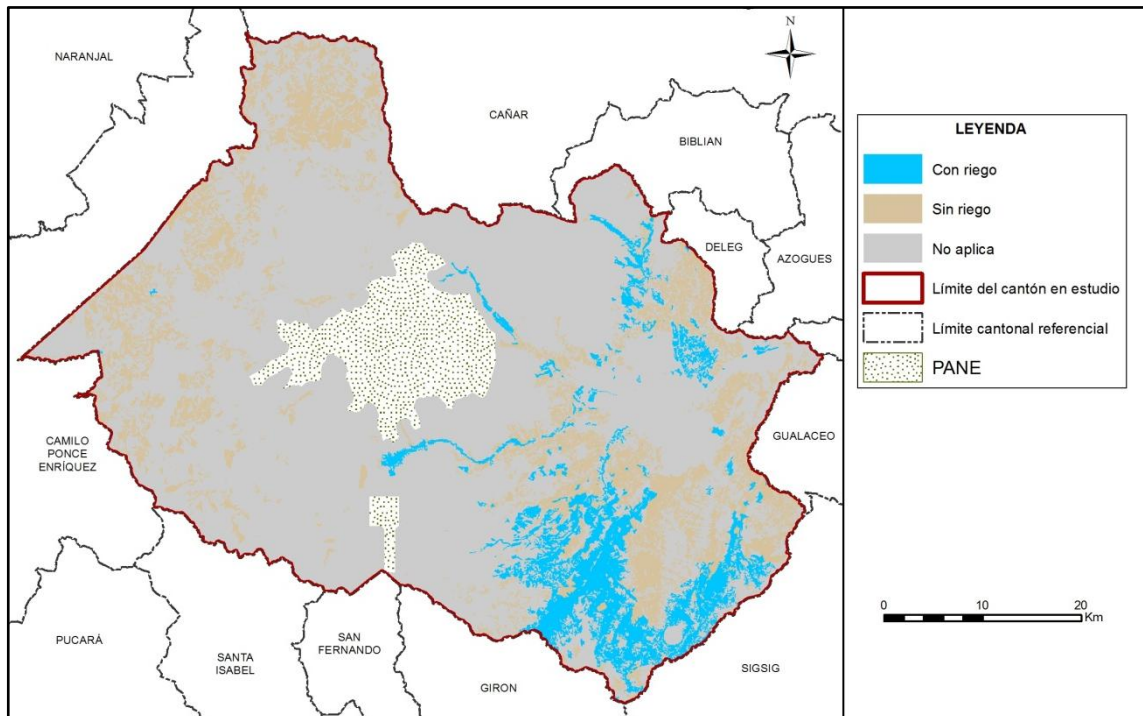 N
NARANJAL
CAÑAR
BIBLIAN
DELEG
AZOGUES
GUALACEO
CAMILO
PONCE
ENRÍQUEZ
PUCARÁ
SANTA
ISABEL
SAN
FERNANDO
GIRON
SIGSIG
LEYENDA
Con riego
Sin riego
No aplica
Límite del cantón en estudio
Límite cantonal referencial
PANE
0 10 20
Km